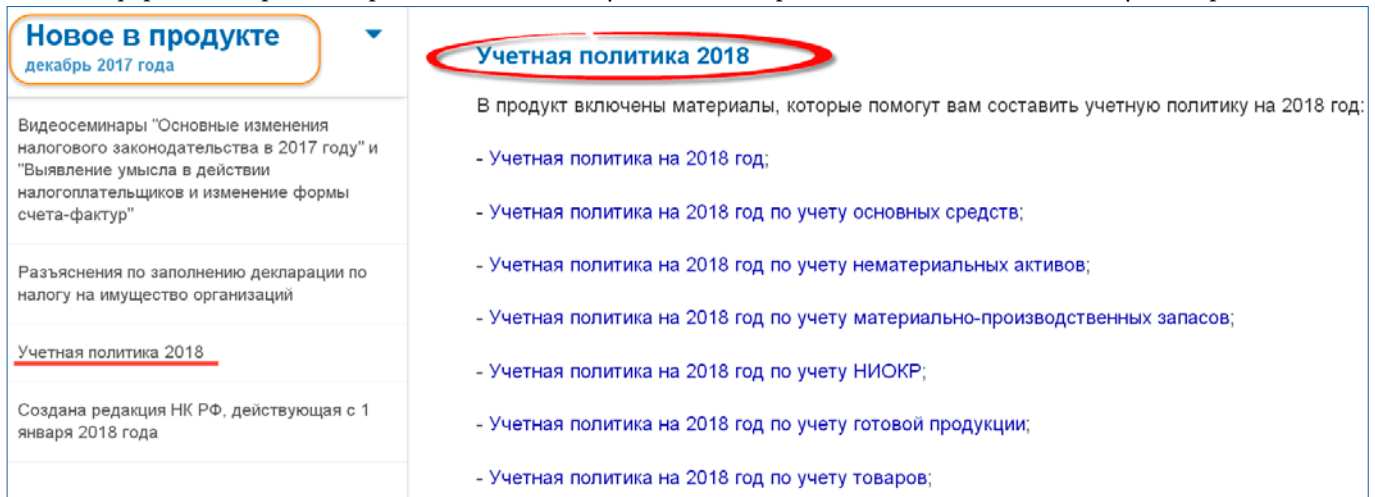 Новое в продукте
декабрь 2017 года
Видеосеминары "Основные изменения
налогового законодательства в 2017 году" и
"Выявление умысла в действии
налогоплательщиков и изменение формы
счета-фактур"
Разъяснения по заполнению декларации по
налогу на имущество организаций
Учетная политика 2018
Создана редакция НК РФ, действующая с 1
января 2018 года
Учетная политика 2018
В продукт включены материалы, которые помогут вам составить учетную политику на 2018 год:
- Учетная политика на 2018 год;
- Учетная политика на 2018 год по учету основных средств;
- Учетная политика на 2018 год по учету нематериальных активов;
- Учетная политика на 2018 год по учету материально-производственных запасов;
- Учетная политика на 2018 год по учету НИОКР;
- Учетная политика на 2018 год по учету готовой продукции;
- Учетная политика на 2018 год по учету товаров;